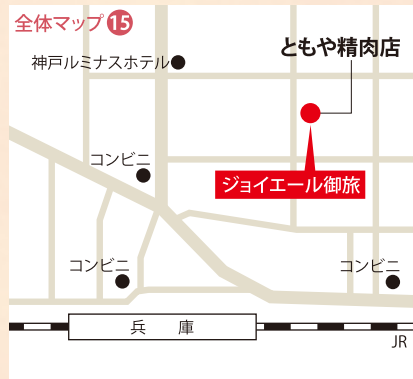 全体マップ 15
ともや精肉店
神戸ルミナスホテル
コンビニ
ジョイエール御旅
コンビニ
コンビニ
兵 庫
JR